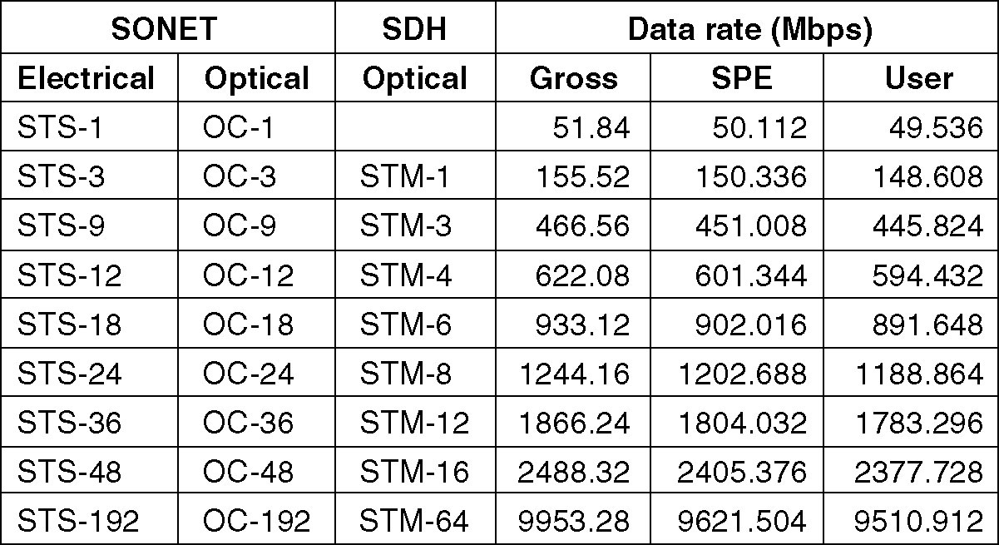 SONET SDH Data rate (Mbps)
Electrical Optical Optical Gross SPE User
STS-1 OC-1 51.84 50.112 49.536
STS-3 OC-3 STM-1 155.52 150.336 148.608
STS-9 OC-9 STM-3 466.56 451.008 445.824
STS-12 OC-12 STM-4 622.08 601.344 594.432
STS-18 OC-18 STM-6 933.12 902.016 891.648
STS-24 OC-24 STM-8 1244.16 1202.688 1188.864
STS-36 OC-36 STM-12 1866.24 1804.032 1783.296
STS-48 OC-48 STM-16 2488.32 2405.376 2377.728
STS-192 OC-192 STM-64 9953.28 9621.504 9510.912